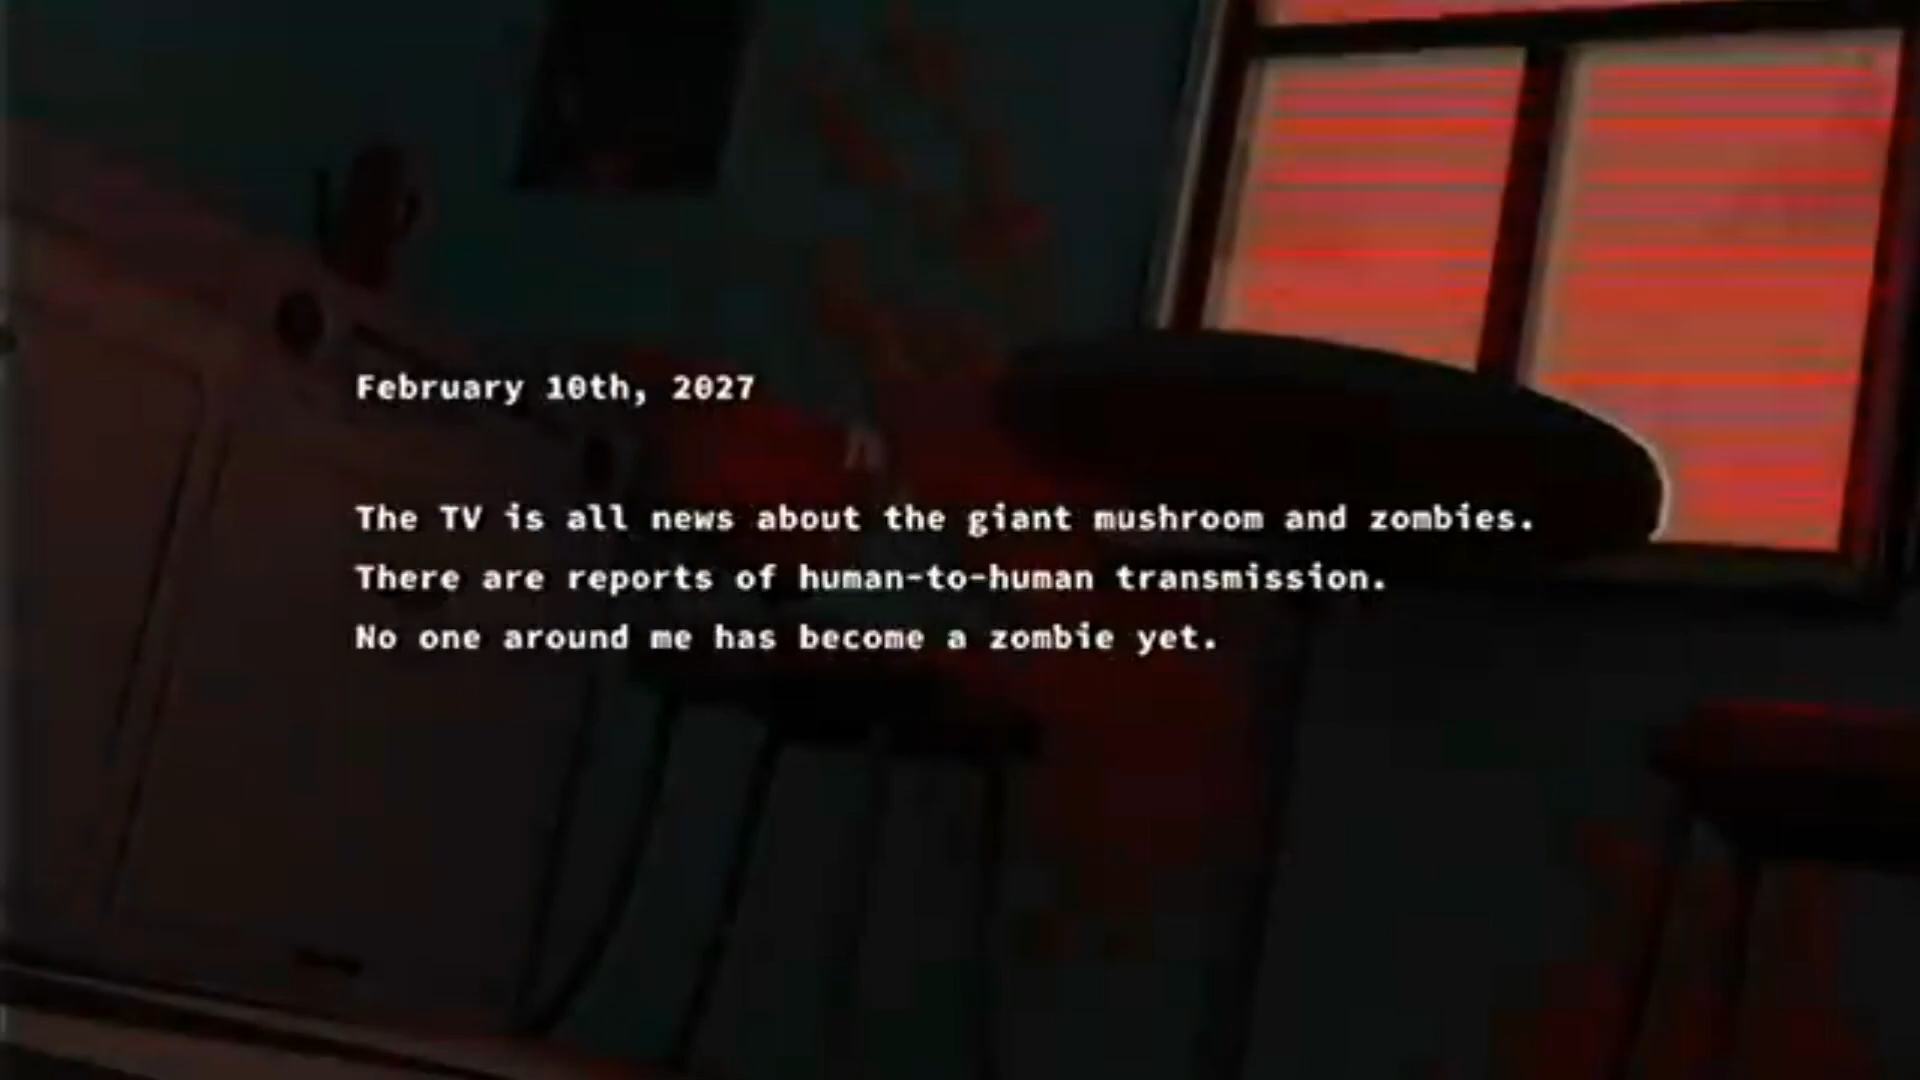 February 10th, 2027
The TV is all news about the giant mushroom and zombies.
There are reports of human-to-human transmission.
No one around me has become a zombie yet.